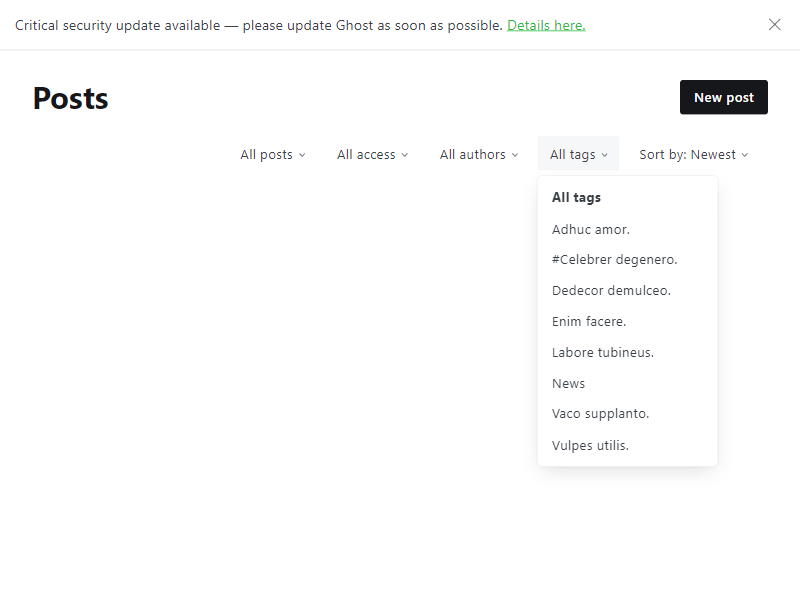 Critical security update available — please update Ghost as soon as possible. Details here.
Posts
New post
All posts
All access
All authors
All tags
Sort by: Newest
All tags
Adhuc amor.
#Celebrer degenero.
Dedecor demulceo.
Enim facere.
Labore tubineus.
News
Vaco supplanto.
Vulpes utilis.